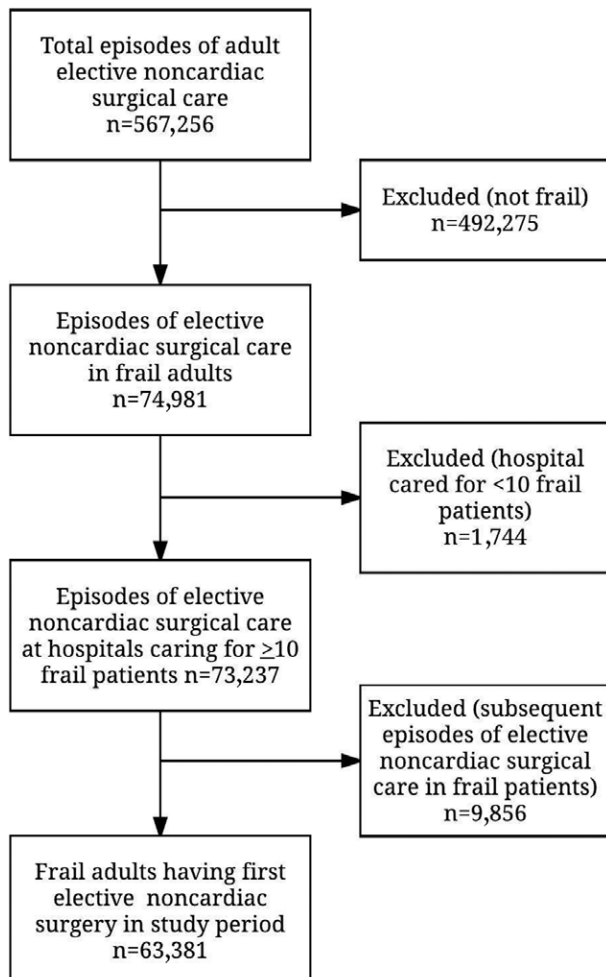 Total episodes of adult
elective noncardiac
surgical care
n=567,256
Excluded (not frail)
n=492,275
Episodes of elective
noncardiac surgical care
in frail adults
n=74,981
Excluded (hospital
cared for <10 frail
patients)
n=1,744
Episodes of elective
noncardiac surgical care
at hospitals caring for ≥10
frail patients n=73,237
Excluded (subsequent
episodes of elective
noncardiac surgical
care in frail patients)
n=9,856
Frail adults having first
elective noncardiac
surgery in study period
n=63,381